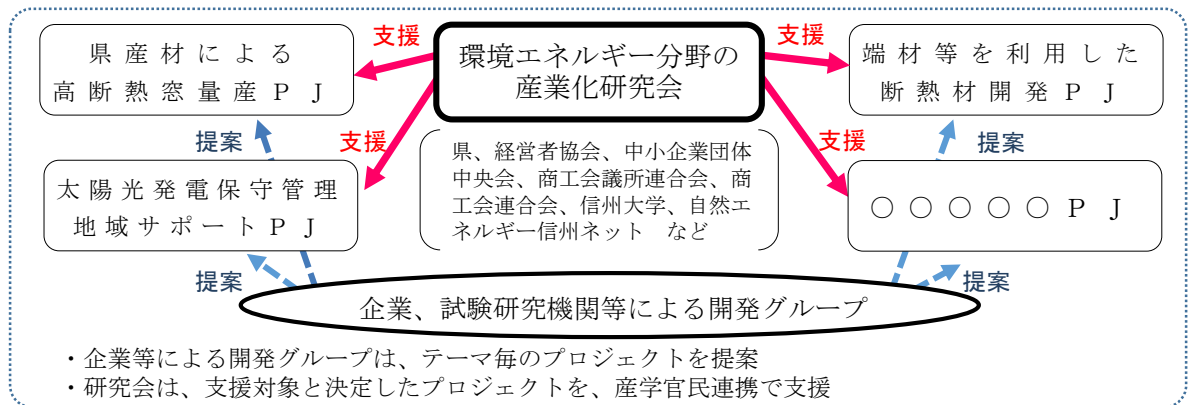 県産材による
高断熱窓量産ＰＪ
支援
環境エネルギー分野の
産業化研究会
支援
端材等を利用した
断熱材開発ＰＪ
提案
支援
支援
提案
太陽光発電保守管理
地域サポートＰＪ
県、経営者協会、中小企業団体
中央会、商工会議所連合会、商
工会連合会、信州大学、自然エ
ネルギー信州ネット　など
○○○○○ＰＪ
提案
提案
企業、試験研究機関等による開発グループ
・企業等による開発グループは、テーマ毎のプロジェクトを提案
・研究会は、支援対象と決定したプロジェクトを、産学官民連携で支援